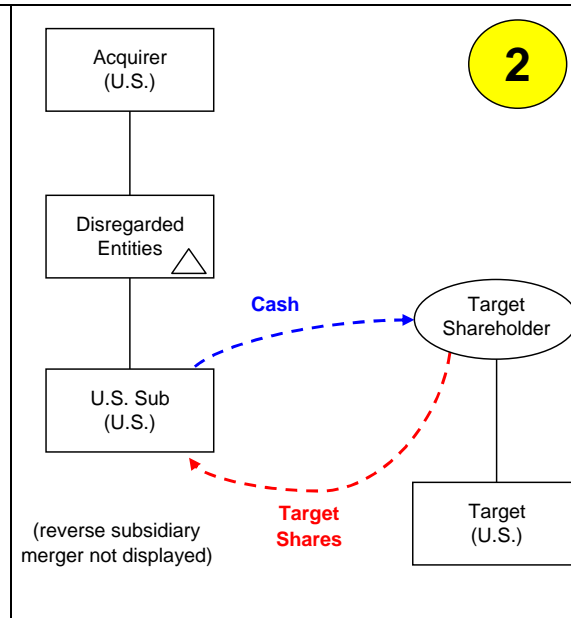 Acquirer
(U.S.)
2
Disregarded
Entities
Cash
Target
Shareholder
U.S. Sub
(U.S.)
Target
Shares
Target
(U.S.)
(reverse subsidiary
merger not displayed)